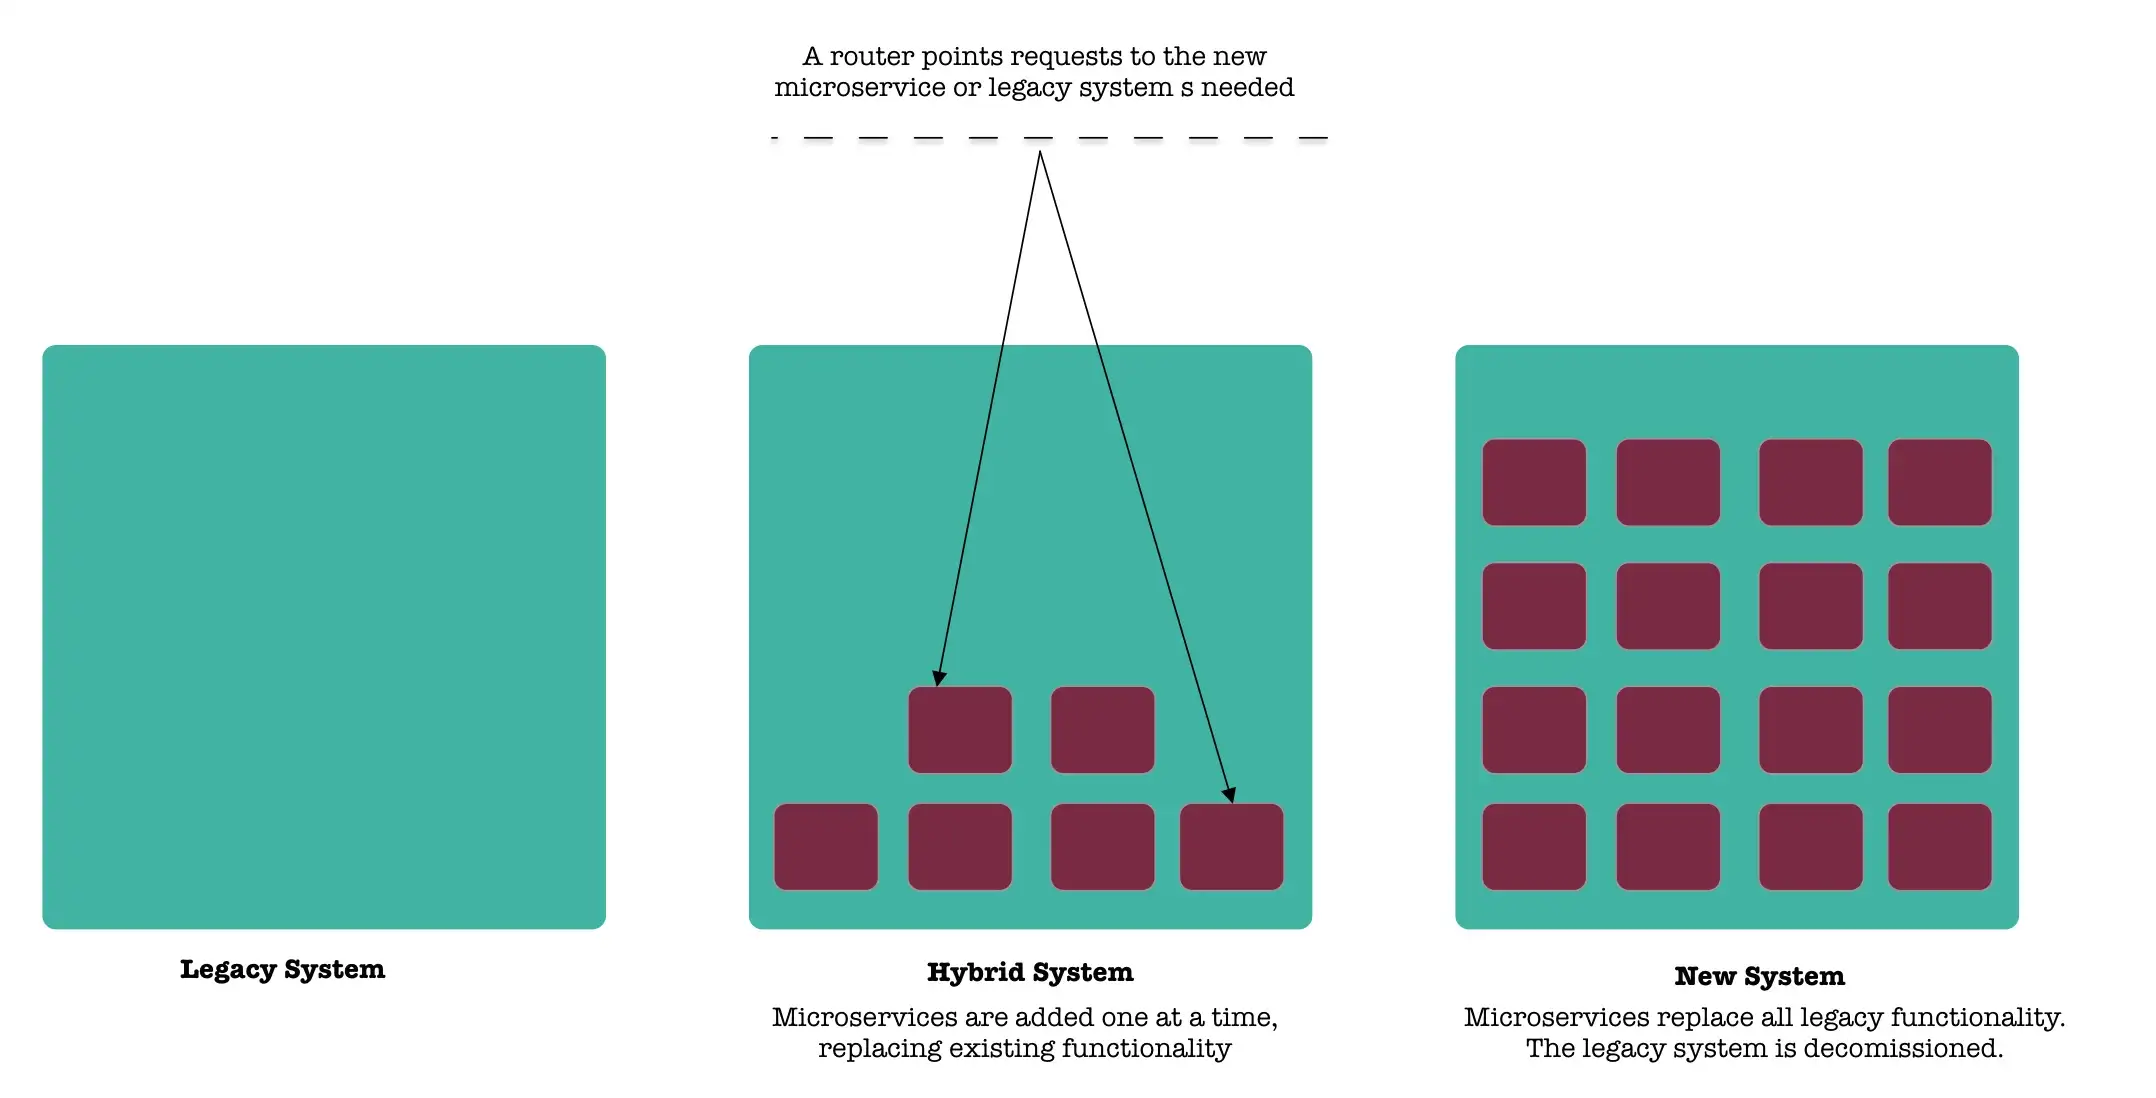 A router points requests to the new
microservice or legacy system s needed
Legacy System
Hybrid System
Microservices are added one at a time,
replacing existing functionality
New System
Microservices replace all legacy functionality.
The legacy system is decomissioned.